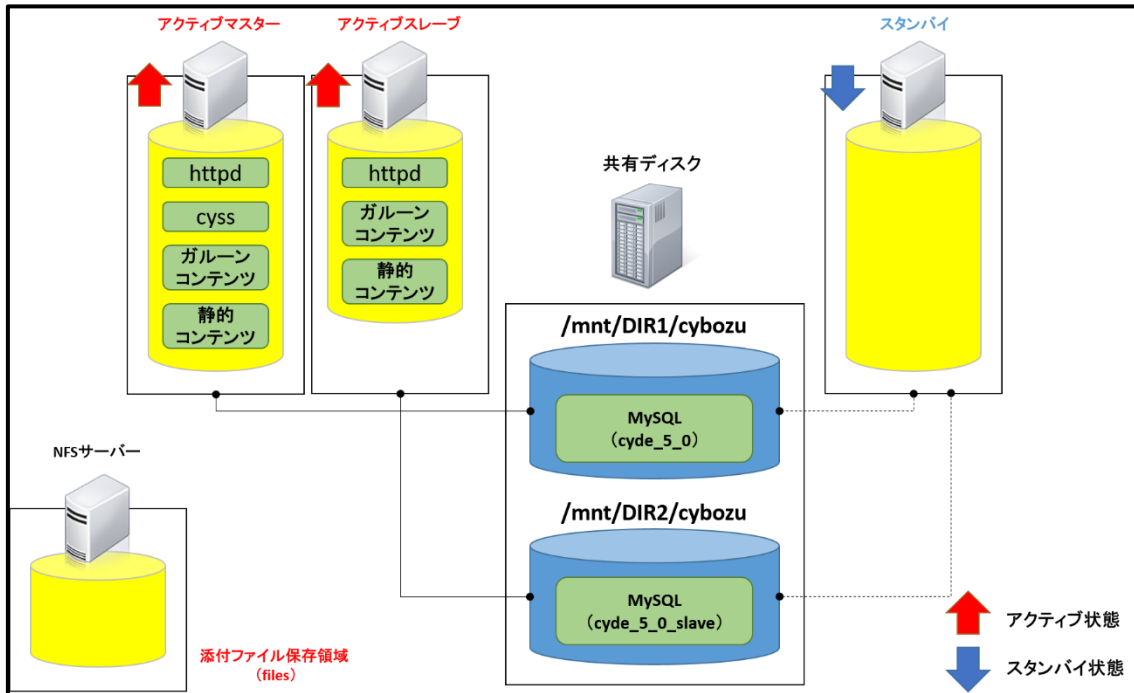 アクティブマスター
アクティブスレーブ
スタンバイ
httpd
cyss
ガルーン
コンテンツ
静的
コンテンツ
httpd
ガルーン
コンテンツ
静的
コンテンツ
共有ディスク
/mnt/DIR1/cybozu
MySQL
（cyde_5_0）
/mnt/DIR2/cybozu
MySQL
（cyde_5_0_slave）
NFSサーバー
添付ファイル保存領域
（files）
アクティブ状態
スタンバイ状態